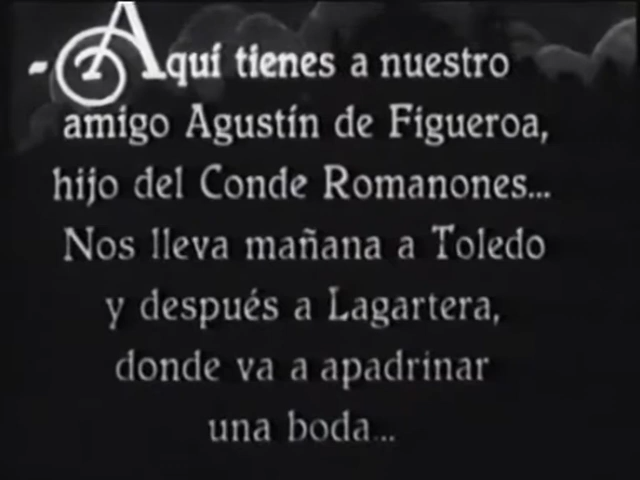 -Aquí tienes a nuestro
amigo Agustín de Figueroa,
hijo del Conde Romanones...
Nos lleva mañana a Toledo
y después a Lagartera,
donde va a apadrinar
una boda...